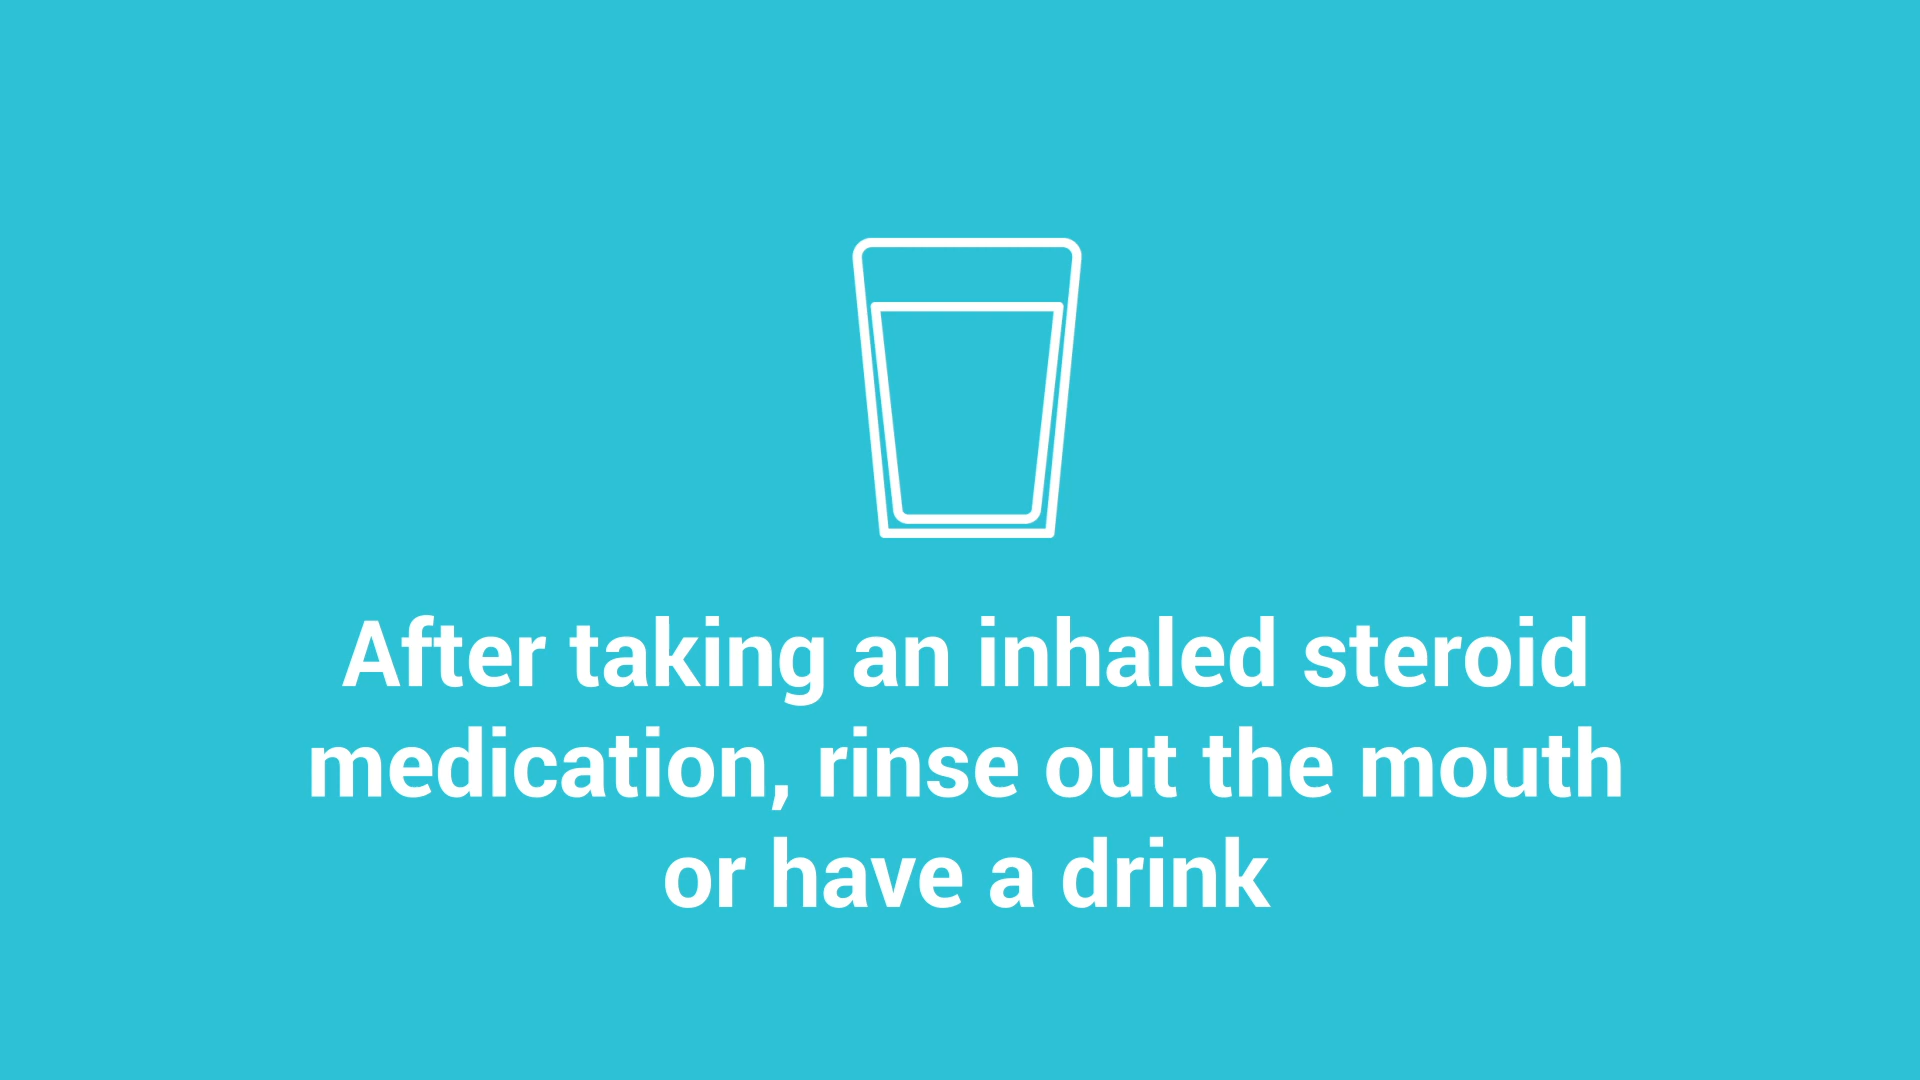 After taking an inhaled steroid
medication, rinse out the mouth
or have a drink